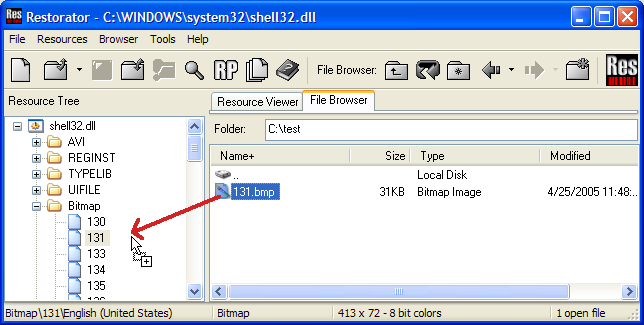 Restorator - C:\WINDOWS\system32\shell32.dll
File Resources Browser Tools Help
RP File Browser: Res
Resource Tree Resource Viewer File Browser
shell32.dll
Folder: C:\test
AVI
REGINST
Name+ Size Type Modified
TYPELIB
.. Local Disk
UIFILE
131.bmp 31KB Bitmap Image 4/25/2005 11:48:...
Bitmap
130
131
133
134
135
136
Bitmap\131\English (United States) Bitmap 413 x 72 - 8 bit colors 1 open file